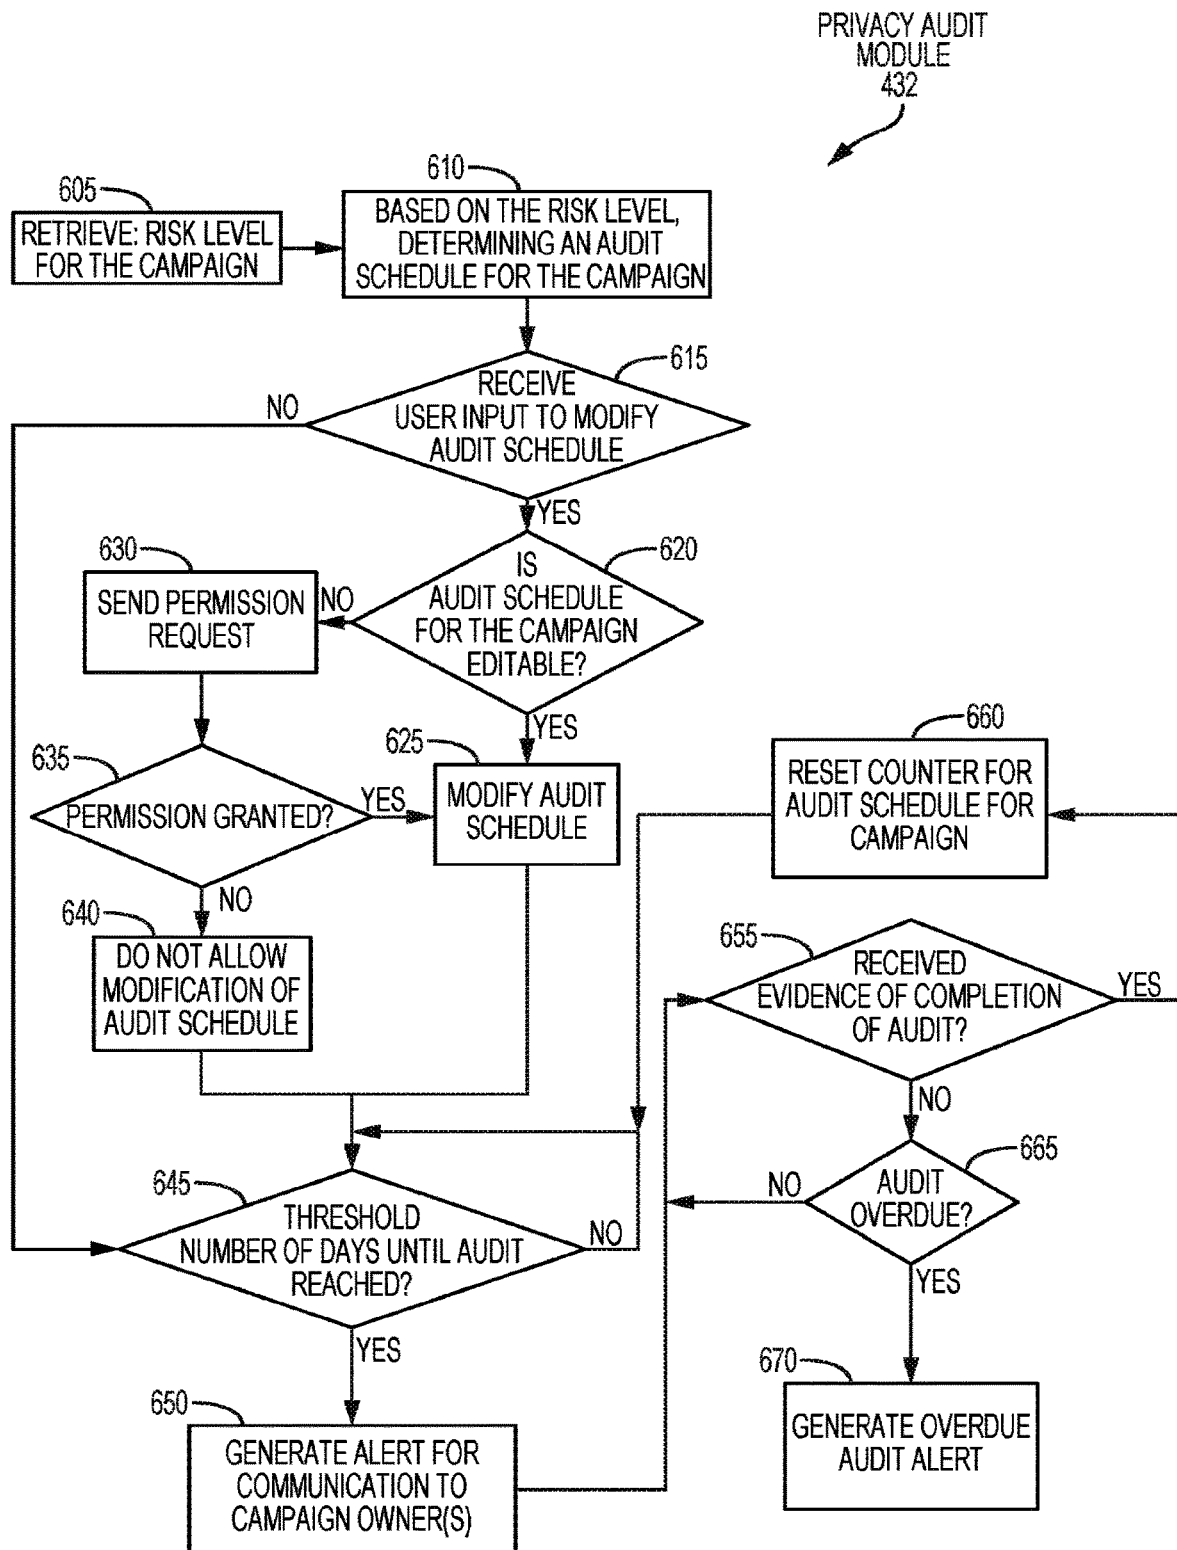 PRIVACY AUDIT
MODULE
432
605
RETRIEVE: RISK LEVEL
FOR THE CAMPAIGN
610
BASED ON THE RISK LEVEL,
DETERMINING AN AUDIT
SCHEDULE FOR THE CAMPAIGN
615
RECEIVE
USER INPUT TO MODIFY
AUDIT SCHEDULE
NO
YES
620
IS
AUDIT SCHEDULE
FOR THE CAMPAIGN
EDITABLE?
NO
YES
630
SEND PERMISSION
REQUEST
625
MODIFY AUDIT
SCHEDULE
635
PERMISSION GRANTED?
YES
NO
640
DO NOT ALLOW
MODIFICATION OF
AUDIT SCHEDULE
660
RESET COUNTER FOR
AUDIT SCHEDULE FOR
CAMPAIGN
655
RECEIVED
EVIDENCE OF COMPLETION
OF AUDIT?
YES
NO
645
THRESHOLD
NUMBER OF DAYS UNTIL AUDIT
REACHED?
NO
YES
665
AUDIT
OVERDUE?
NO
YES
650
GENERATE ALERT FOR
COMMUNICATION TO
CAMPAIGN OWNER(S)
670
GENERATE OVERDUE
AUDIT ALERT